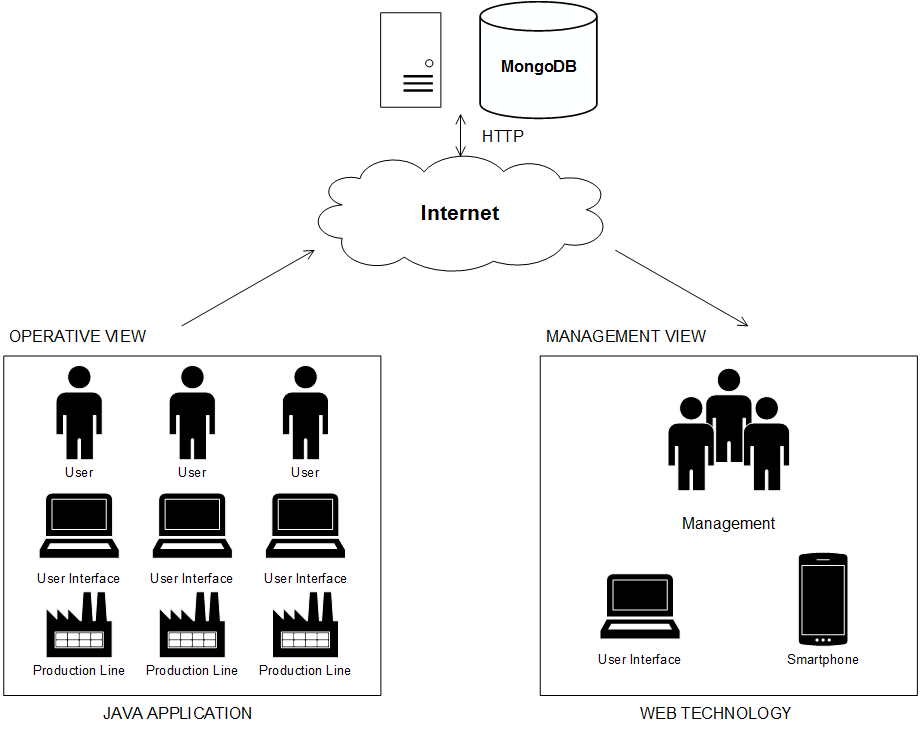 MongoDB
HTTP
Internet
OPERATIVE VIEW
User User User
User Interface User Interface User Interface
Production Line Production Line Production Line
JAVA APPLICATION
MANAGEMENT VIEW
Management
User Interface Smartphone
WEB TECHNOLOGY